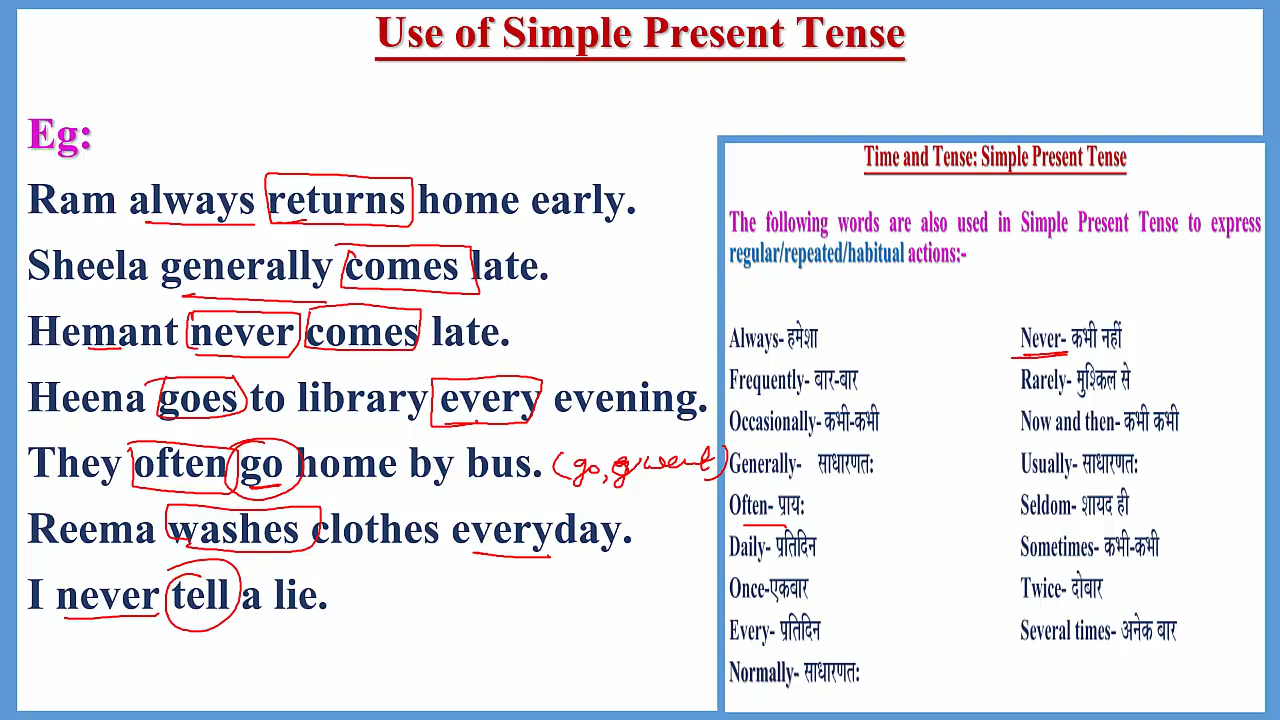 Use of Simple Present Tense
Eg:
Ram always returns home early.
Sheela generally comes late.
Hemant never comes late.
Heena goes to library every evening.
They often go home by bus. (go, went)
Reema washes clothes everyday.
I never tell a lie.
Time and Tense: Simple Present Tense
The following words are also used in Simple Present Tense to express
regular/repeated/habitual actions:-
Always- हमेशा
Never- कभी नहीं
Frequently- बार-बार
Rarely- मुश्किल से
Occasionally- कभी-कभी
Now and then- कभी कभी
Generally- साधारणत:
Usually- साधारणत:
Often- प्राय:
Seldom- शायद ही
Daily- प्रतिदिन
Sometimes- कभी-कभी
Once-एकबार
Twice- दोबार
Every- प्रतिदिन
Several times- अनेक बार
Normally- साधारणत: